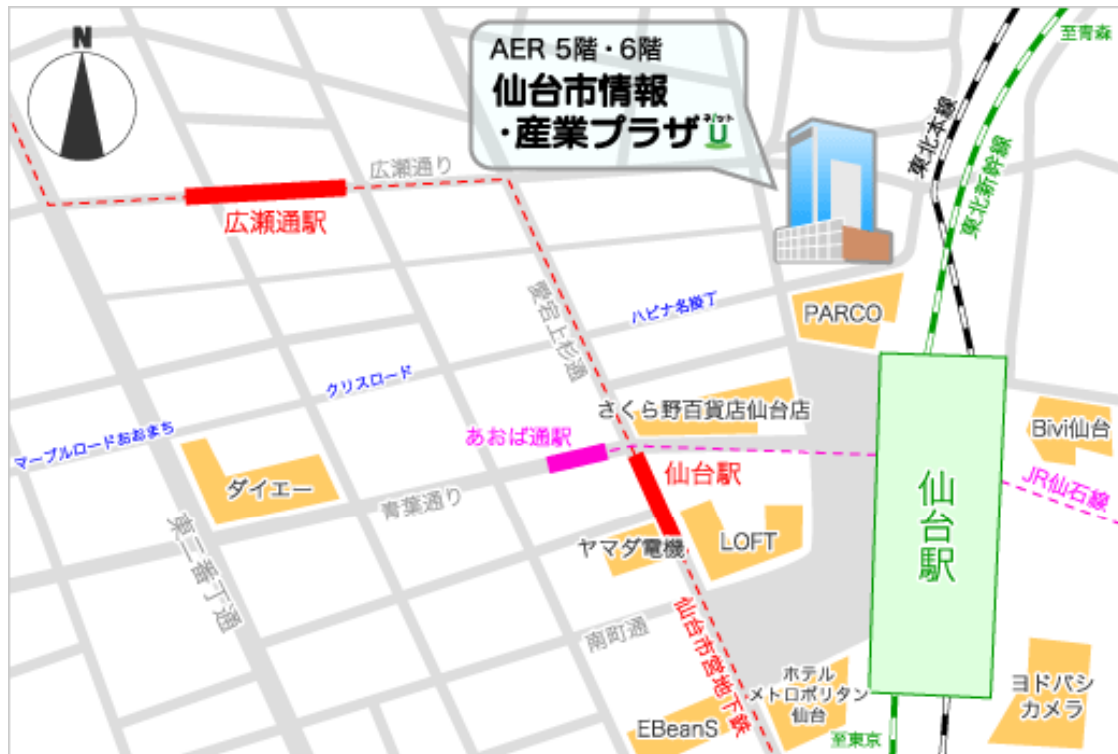 N
AER 5階・6階
仙台市情報
・産業プラザ
ネット
U
至青森
東北本線
東北新幹線
広瀬通り
広瀬通駅
愛宕上杉通
ハピナ名掛丁
PARCO
クリスロード
さくら野百貨店仙台店
マーブルロードおおまち
あおば通駅
Bivi仙台
仙台駅
ダイエー
青葉通り
JR仙石線
仙台駅
ヤマダ電機
LOFT
東二番丁通
南町通
仙台市営地下鉄
ホテル
メトロポリタン
仙台
ヨドバシ
カメラ
EBeanS
至東京